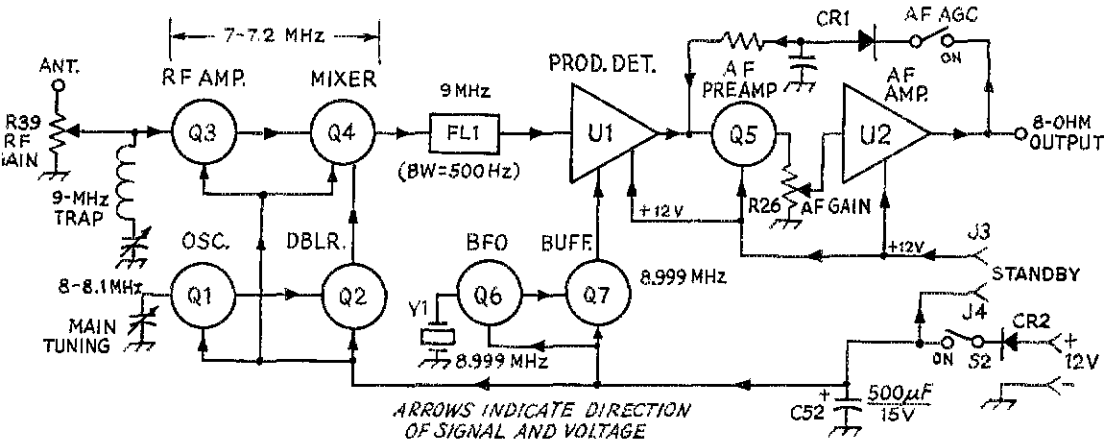 7-7.2 MHz
ANT.
RF AMP.
MIXER
9 MHz
PROD. DET.
AF
PREAMP
CR1
AF AGC
ON
AF
AMP.
R39
RF
GAIN
Q3
Q4
FL1
(BW=500Hz)
U1
Q5
U2
8-OHM
OUTPUT
9-MHz
TRAP
R26
AF GAIN
+12V
+12V
OSC.
DBLR.
BFO
BUFF.
J3
STANDBY
J4
8-8.1MHz
Q1
Q2
Q6
Q7
8.999 MHz
MAIN
TUNING
Y1
8.999 MHz
ON
S2
CR2
+
12V
+
C52
500µF
15V
ARROWS INDICATE DIRECTION
OF SIGNAL AND VOLTAGE